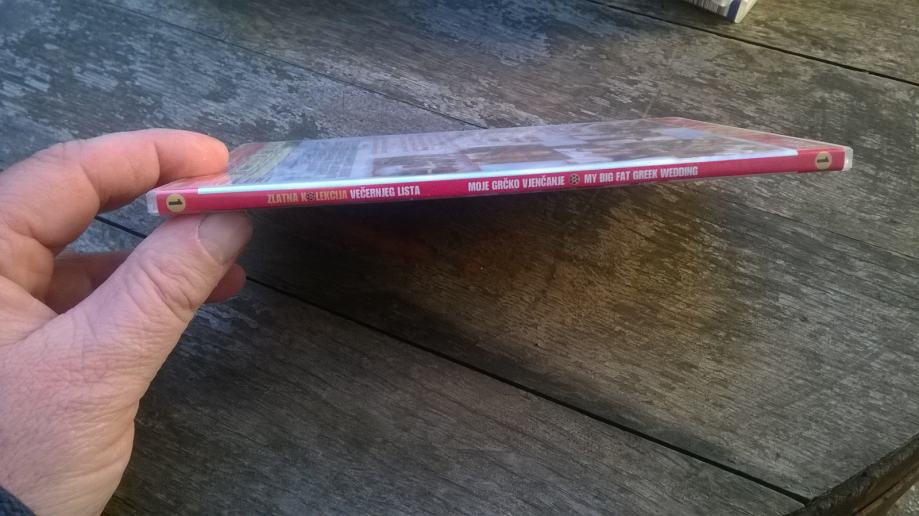 1 ZLATNA KOLEKCIJA VEČERNJEG LISTA MOJE GRČKO VJENČANJE MY BIG FAT GREEK WEDDING 1